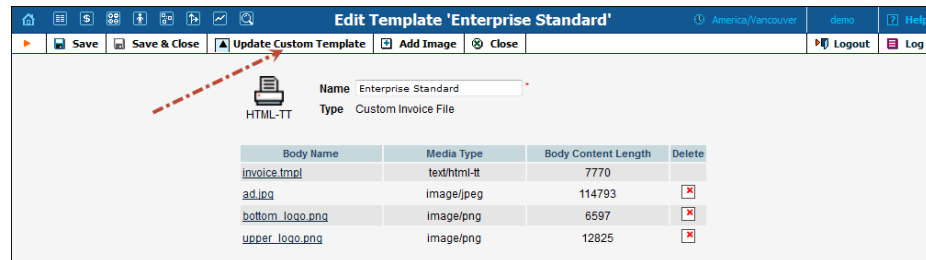 Edit Template 'Enterprise Standard' America/Vancouver demo ? Help
Save Save & Close Update Custom Template Add Image Close Logout Log
Name Enterprise Standard *
HTML-TT Type Custom Invoice File
Body Name Media Type Body Content Length Delete
invoice.tmpl text/html-tt 7770
ad.jpg image/jpeg 114793
bottom_logo.png image/png 6597
upper_logo.png image/png 12825